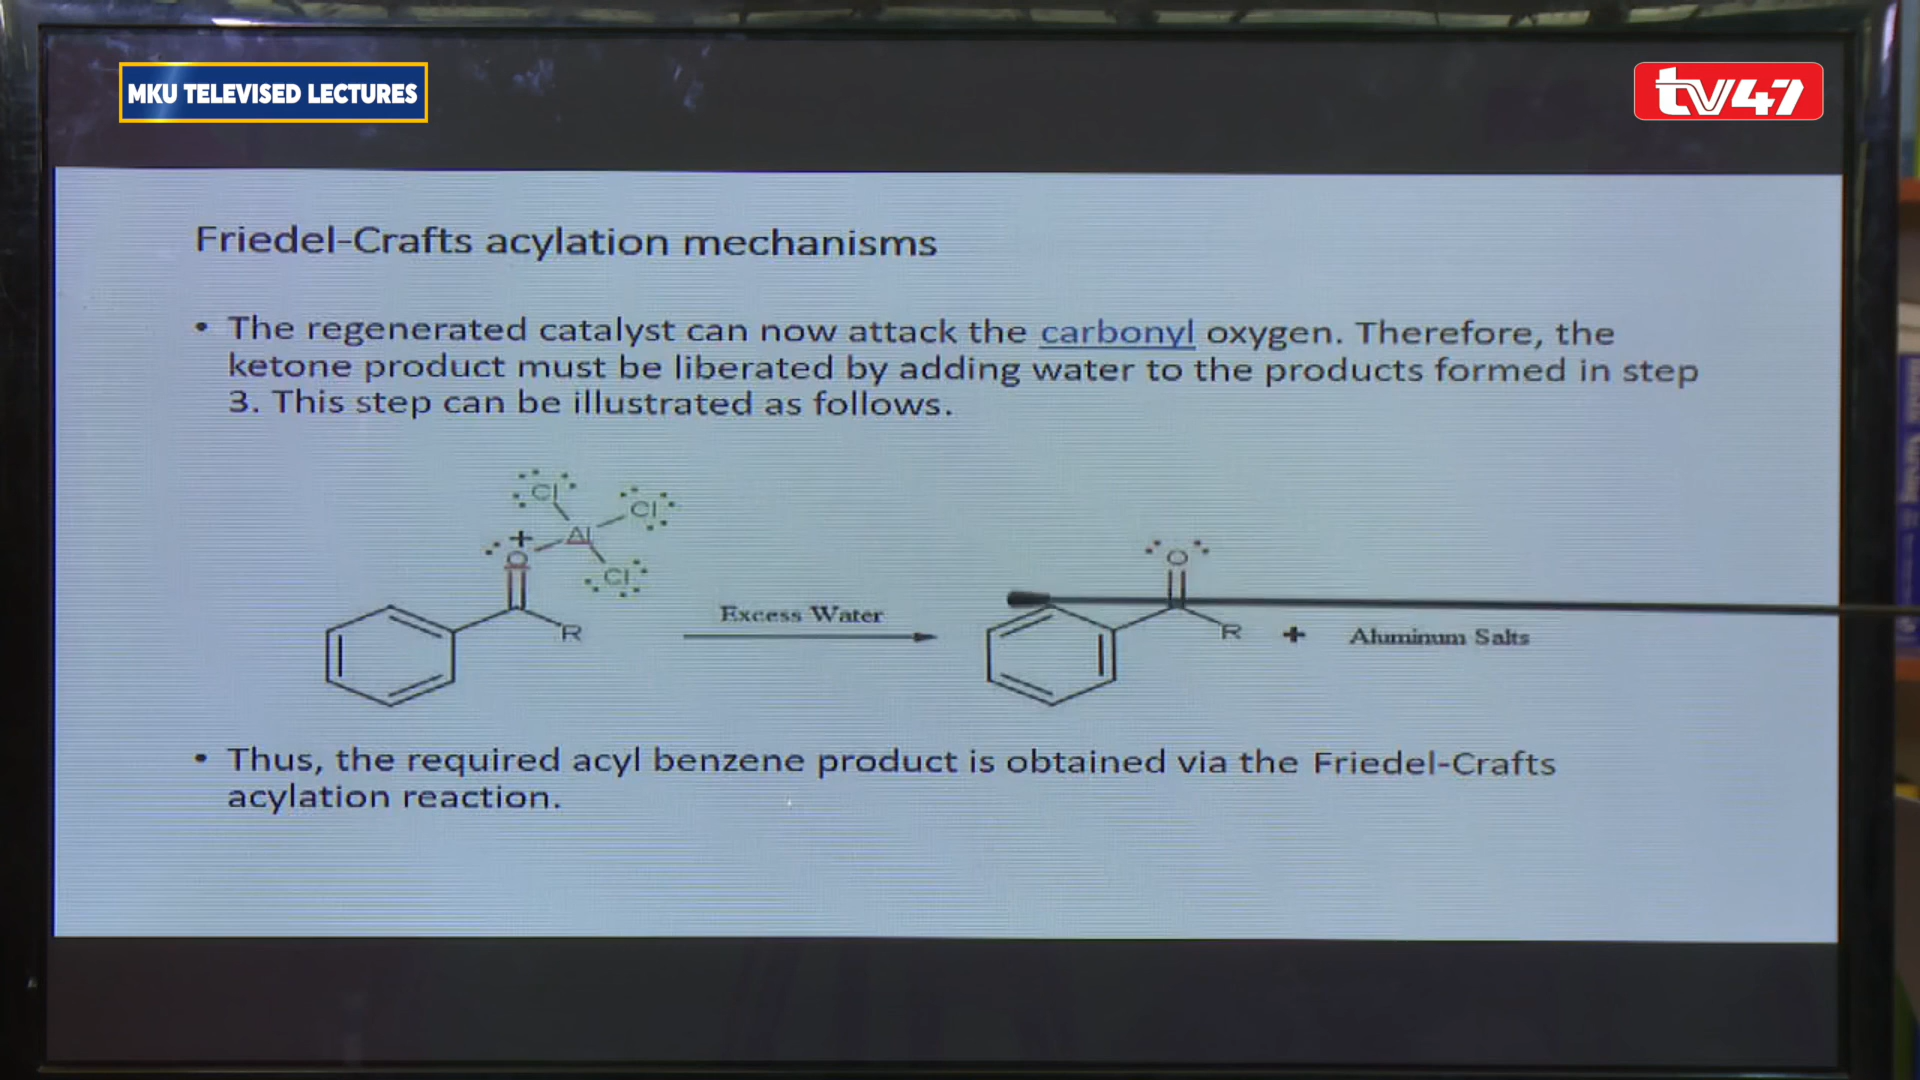 MKU TELEVISED LECTURES
tv47
Friedel-Crafts acylation mechanisms
• The regenerated catalyst can now attack the carbonyl oxygen. Therefore, the
ketone product must be liberated by adding water to the products formed in step
3. This step can be illustrated as follows.
Cl
Cl
+
Al
O
Cl
R
Excess Water
O
R
+
Aluminum Salts
• Thus, the required acyl benzene product is obtained via the Friedel-Crafts
acylation reaction.